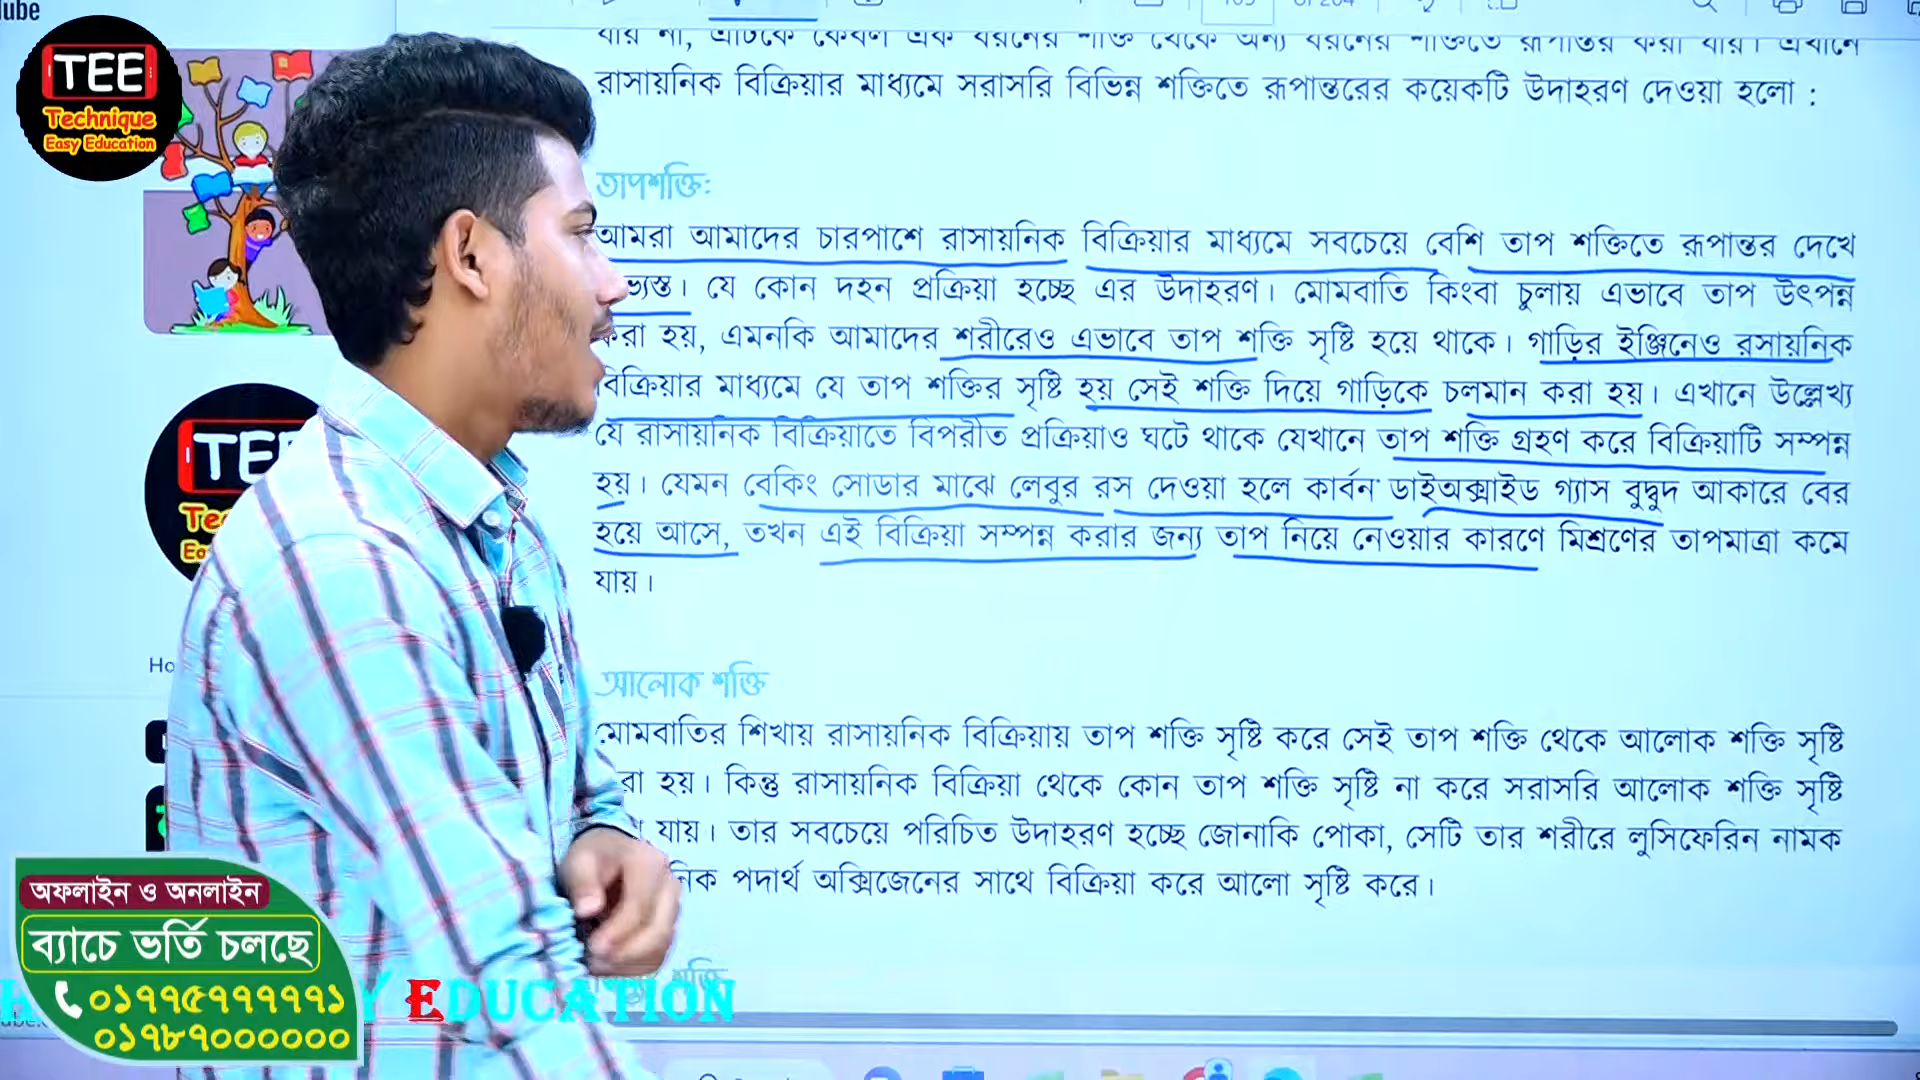 TEE
Technique
Easy Education
রাসায়নিক বিক্রিয়ার মাধ্যমে সরাসরি বিভিন্ন শক্তিতে রূপান্তরের কয়েকটি উদাহরণ দেওয়া হলো :
তাপশক্তি:
আমরা আমাদের চারপাশে রাসায়নিক বিক্রিয়ার মাধ্যমে সবচেয়ে বেশি তাপ শক্তিতে রূপান্তর দেখে
যে কোন দহন প্রক্রিয়া হচ্ছে এর উদাহরণ। মোমবাতি কিংবা চুলায় এভাবে তাপ উৎপন্ন
করা হয়, এমনকি আমাদের শরীরেও এভাবে তাপ শক্তি সৃষ্টি হয়ে থাকে। গাড়ির ইঞ্জিনেও রসায়নিক
বিক্রিয়ার মাধ্যমে যে তাপ শক্তির সৃষ্টি হয় সেই শক্তি দিয়ে গাড়িকে চলমান করা হয়। এখানে উল্লেখ্য
যে রাসায়নিক বিক্রিয়াতে বিপরীত প্রক্রিয়াও ঘটে থাকে যেখানে তাপ শক্তি গ্রহণ করে বিক্রিয়াটি সম্পন্ন
হয়। যেমন বেকিং সোডার মাঝে লেবুর রস দেওয়া হলে কার্বন ডাইঅক্সাইড গ্যাস বুদ্বুদ আকারে বের
হয়ে আসে, তখন এই বিক্রিয়া সম্পন্ন করার জন্য তাপ নিয়ে নেওয়ার কারণে মিশ্রণের তাপমাত্রা কমে
যায়।
আলোক শক্তি
মোমবাতির শিখায় রাসায়নিক বিক্রিয়ায় তাপ শক্তি সৃষ্টি করে সেই তাপ শক্তি থেকে আলোক শক্তি সৃষ্টি
হয়। কিন্তু রাসায়নিক বিক্রিয়া থেকে কোন তাপ শক্তি সৃষ্টি না করে সরাসরি আলোক শক্তি সৃষ্টি
যায়। তার সবচেয়ে পরিচিত উদাহরণ হচ্ছে জোনাকি পোকা, সেটি তার শরীরে লুসিফেরিন নামক
পদার্থ অক্সিজেনের সাথে বিক্রিয়া করে আলো সৃষ্টি করে।
শক্তি
অফলাইন ও অনলাইন
ব্যাচে ভর্তি চলছে
০১৭৭৫৭৭৭৭৭১
০১৭৮৭০০০০০০
EDUCATION